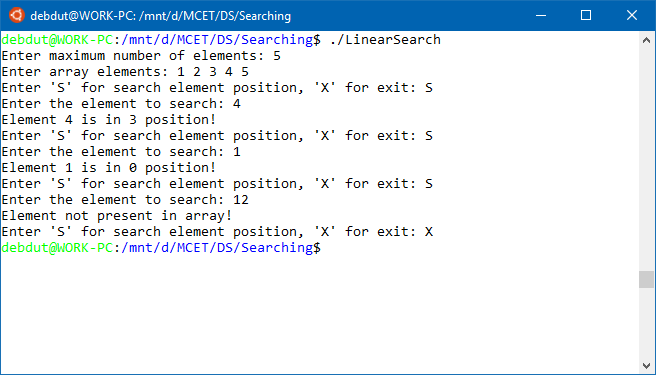 debdut@WORK-PC: /mnt/d/MCET/DS/Searching
debdut@WORK-PC:/mnt/d/MCET/DS/Searching$ ./LinearSearch
Enter maximum number of elements: 5
Enter array elements: 1 2 3 4 5
Enter 'S' for search element position, 'X' for exit: S
Enter the element to search: 4
Element 4 is in 3 position!
Enter 'S' for search element position, 'X' for exit: S
Enter the element to search: 1
Element 1 is in 0 position!
Enter 'S' for search element position, 'X' for exit: S
Enter the element to search: 12
Element not present in array!
Enter 'S' for search element position, 'X' for exit: X
debdut@WORK-PC:/mnt/d/MCET/DS/Searching$